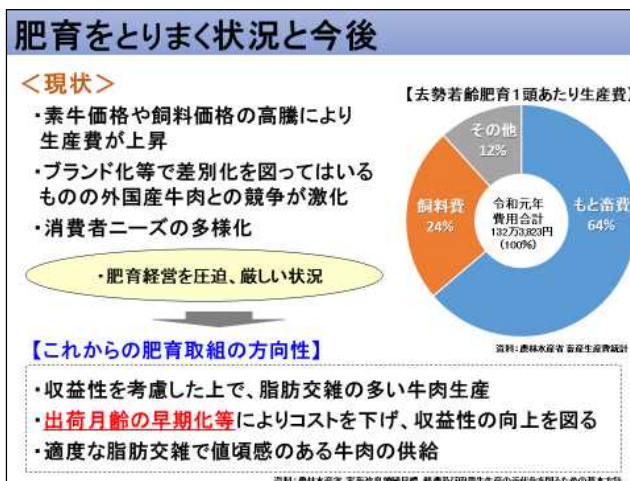 肥育をとりまく状況と今後
＜現状＞
・素牛価格や飼料価格の高騰により
生産費が上昇
・ブランド化等で差別化を図ってはいる
ものの外国産牛肉との競争が激化
・消費者ニーズの多様化
・肥育経営を圧迫、厳しい状況
【去勢若齢肥育1頭あたり生産費】
その他
12%
飼料費
24%
もと畜費
64%
令和元年
費用合計
132万3,823円
(100%)
資料：農林水産省 畜産生産費統計
【これからの肥育取組の方向性】
・収益性を考慮した上で、脂肪交雑の多い牛肉生産
・出荷月齢の早期化等によりコストを下げ、収益性の向上を図る
・適度な脂肪交雑で値頃感のある牛肉の供給
資料：農林水産省